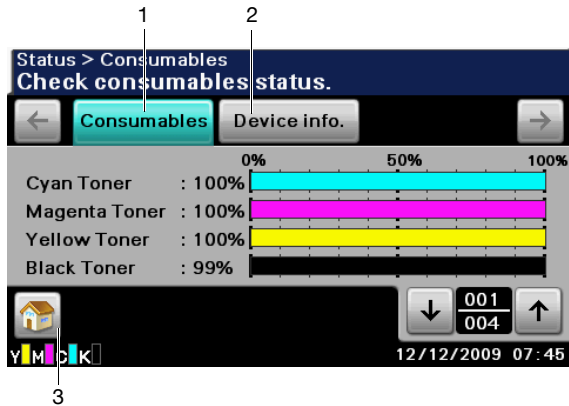 1 2
Status > Consumables
Check consumables status.
← Consumables Device info. →
0% 50% 100%
Cyan Toner : 100%
Magenta Toner : 100%
Yellow Toner : 100%
Black Toner : 99%
↓ 001 ↑
004
Y M C K 12/12/2009 07:45
3